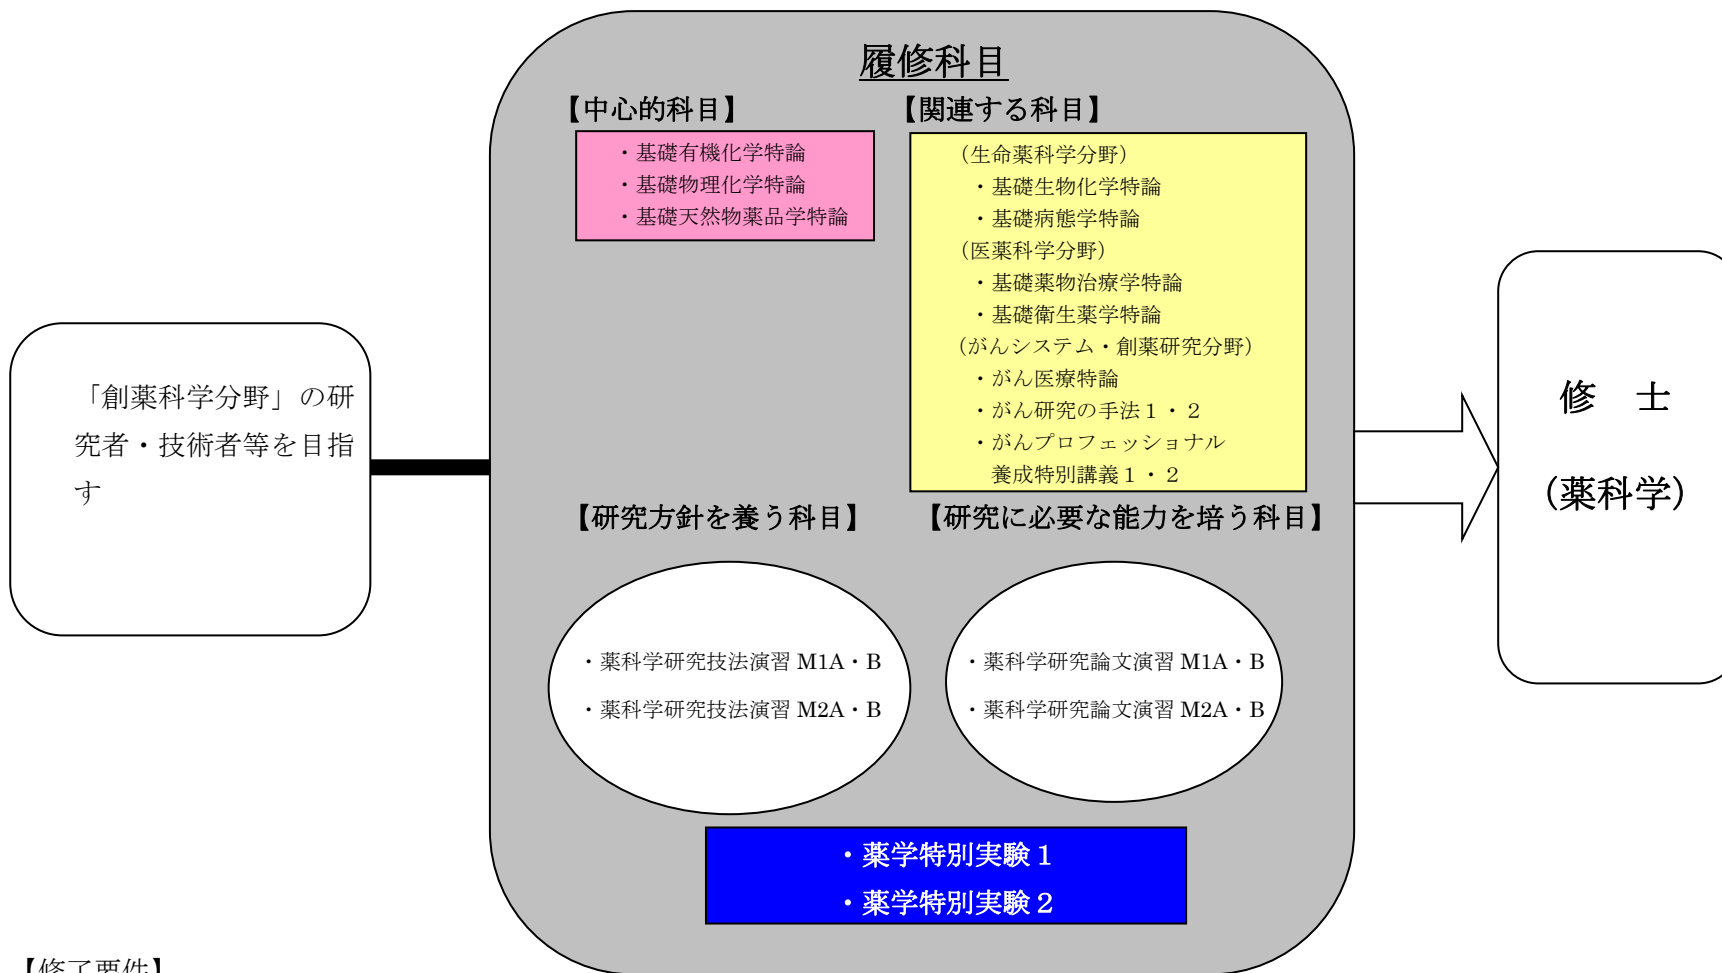 履修科目
【中心的科目】
・基礎有機化学特論
・基礎物理化学特論
・基礎天然物薬品学特論
【関連する科目】
（生命薬科学分野）
・基礎生物化学特論
・基礎病態学特論
（医薬科学分野）
・基礎薬物治療学特論
・基礎衛生薬学特論
（がんシステム・創薬研究分野）
・がん医療特論
・がん研究の手法１・２
・がんプロフェッショナル
養成特別講義１・２
「創薬科学分野」の研
究者・技術者等を目指
す
【研究方針を養う科目】
・薬科学研究技法演習 M1A・B
・薬科学研究技法演習 M2A・B
【研究に必要な能力を培う科目】
・薬科学研究論文演習 M1A・B
・薬科学研究論文演習 M2A・B
・薬学特別実験１
・薬学特別実験２
修　士
（薬科学）
【修了要件】